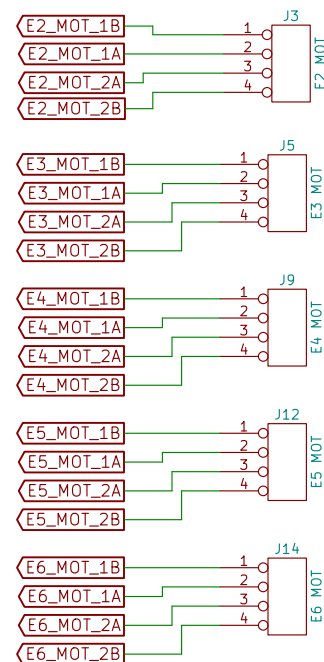 J3
E2_MOT_1B 1
E2_MOT_1A 2
E2_MOT_2A 3
E2_MOT_2B 4
E2 MOT
J5
E3_MOT_1B 1
E3_MOT_1A 2
E3_MOT_2A 3
E3_MOT_2B 4
E3 MOT
J9
E4_MOT_1B 1
E4_MOT_1A 2
E4_MOT_2A 3
E4_MOT_2B 4
E4 MOT
J12
E5_MOT_1B 1
E5_MOT_1A 2
E5_MOT_2A 3
E5_MOT_2B 4
E5 MOT
J14
E6_MOT_1B 1
E6_MOT_1A 2
E6_MOT_2A 3
E6_MOT_2B 4
E6 MOT